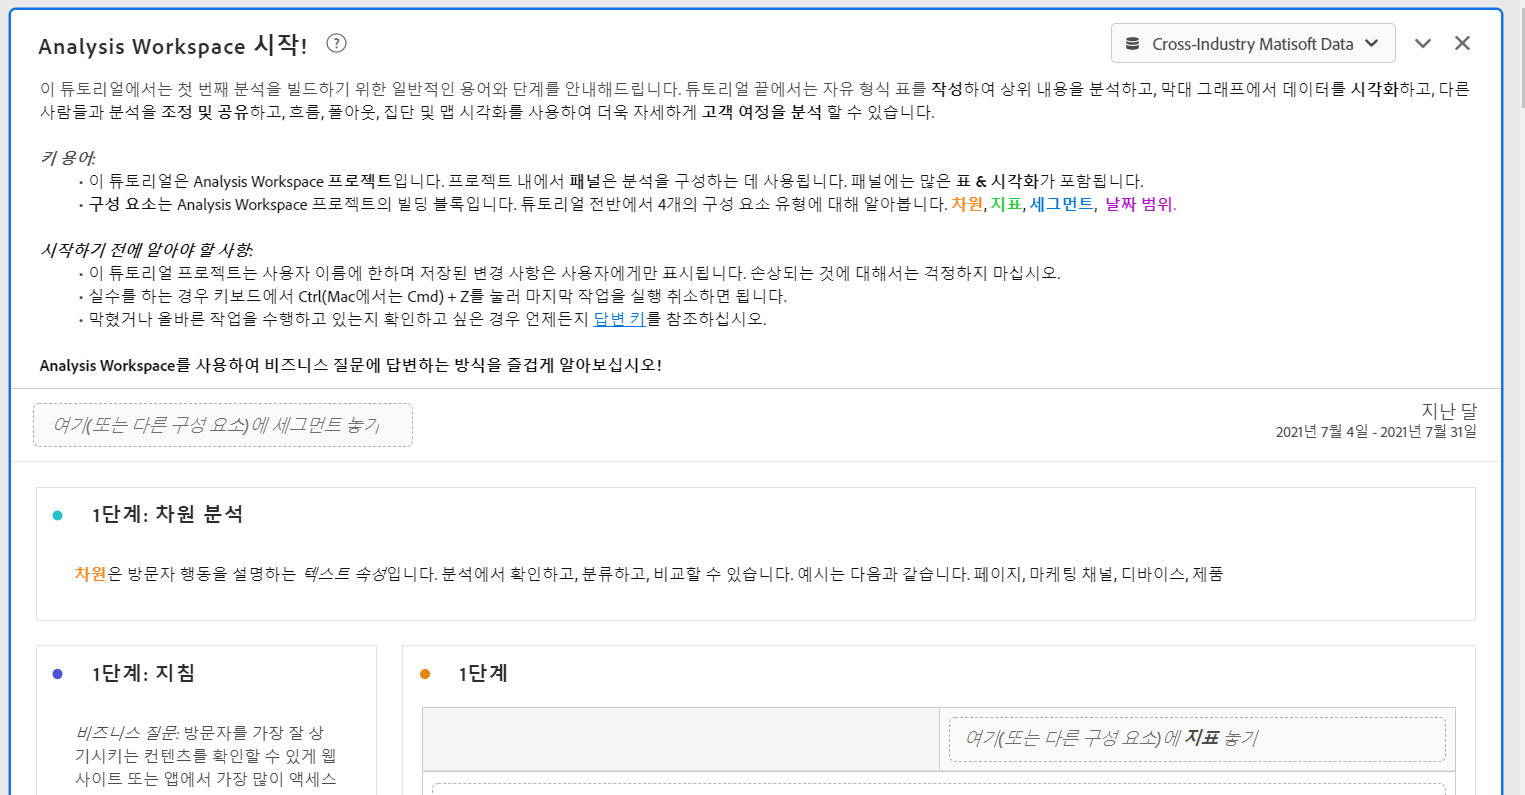 Analysis Workspace 시작! ?
Cross-Industry Matisoft Data
이 튜토리얼에서는 첫 번째 분석을 빌드하기 위한 일반적인 용어와 단계를 안내해드립니다. 튜토리얼 끝에서는 자유 형식 표를 작성하여 상위 내용을 분석하고, 막대 그래프에서 데이터를 시각화하고, 다른
사람들과 분석을 조정 및 공유하고, 흐름, 폴아웃, 집단 및 맵 시각화를 사용하여 더욱 자세하게 고객 여정을 분석 할 수 있습니다.
키 용어:
• 이 튜토리얼은 Analysis Workspace 프로젝트입니다. 프로젝트 내에서 패널은 분석을 구성하는 데 사용됩니다. 패널에는 많은 표 & 시각화가 포함됩니다.
• 구성 요소는 Analysis Workspace 프로젝트의 빌딩 블록입니다. 튜토리얼 전반에서 4개의 구성 요소 유형에 대해 알아봅니다. 차원, 지표, 세그먼트, 날짜 범위.
시작하기 전에 알아야 할 사항:
• 이 튜토리얼 프로젝트는 사용자 이름에 한하며 저장된 변경 사항은 사용자에게만 표시됩니다. 손상되는 것에 대해서는 걱정하지 마십시오.
• 실수를 하는 경우 키보드에서 Ctrl(Mac에서는 Cmd) + Z를 눌러 마지막 작업을 실행 취소하면 됩니다.
• 막혔거나 올바른 작업을 수행하고 있는지 확인하고 싶은 경우 언제든지 답변 키를 참조하십시오.
Analysis Workspace를 사용하여 비즈니스 질문에 답변하는 방식을 즐겁게 알아보십시오!
여기(또는 다른 구성 요소)에 세그먼트 놓기
지난 달
2021년 7월 4일 - 2021년 7월 31일
1단계: 차원 분석
차원은 방문자 행동을 설명하는 텍스트 속성입니다. 분석에서 확인하고, 분류하고, 비교할 수 있습니다. 예시는 다음과 같습니다. 페이지, 마케팅 채널, 디바이스, 제품
1단계: 지침
비즈니스 질문: 방문자를 가장 잘 상
기시키는 컨텐츠를 확인할 수 있게 웹
사이트 또는 앱에서 가장 많이 액세스
1단계
여기(또는 다른 구성 요소)에 지표 놓기